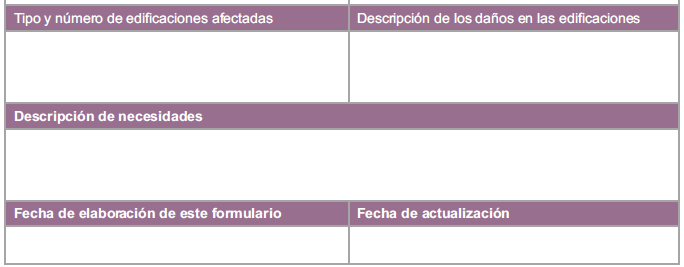 Tipo y número de edificaciones afectadas
Descripción de los daños en las edificaciones
Descripción de necesidades
Fecha de elaboración de este formulario
Fecha de actualización